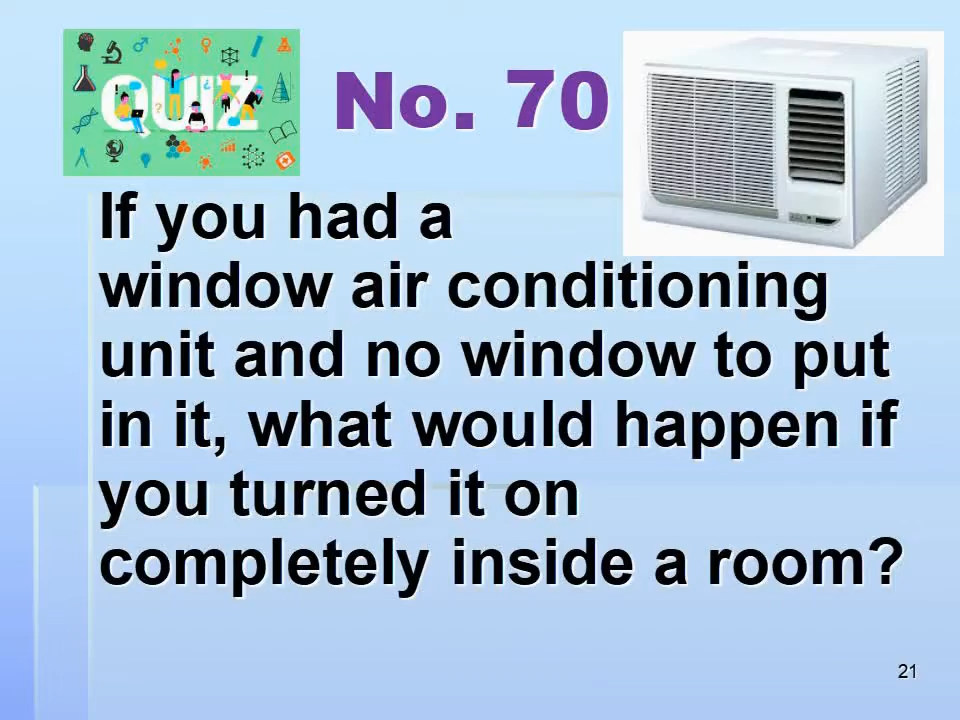 QUIZ
No. 70
If you had a
window air conditioning
unit and no window to put
in it, what would happen if
you turned it on
completely inside a room?
21